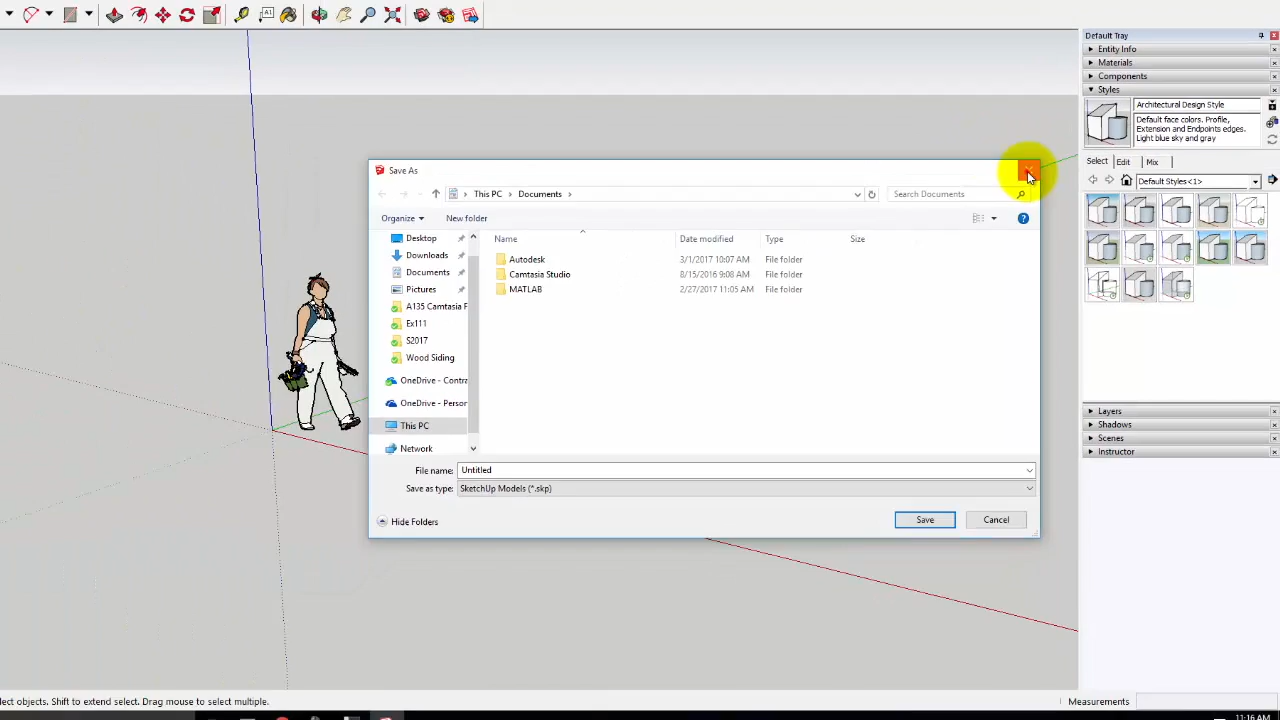 Default Tray
Entity Info
Materials
Components
Styles
Architectural Design Style
Default face colors. Profile,
Extension and Endpoints edges.
Light blue sky and gray
Select Edit Mix
Default Styles<1>
Layers
Shadows
Scenes
Instructor
Save As
This PC > Documents >
Search Documents
Organize New folder
Name Date modified Type Size
Desktop
Downloads
Documents
Pictures
A135 Camtasia F
Ex111
S2017
Wood Siding
OneDrive - Contra
OneDrive - Person
This PC
Network
Autodesk 3/1/2017 10:07 AM File folder
Camtasia Studio 8/15/2016 9:08 AM File folder
MATLAB 2/27/2017 11:05 AM File folder
File name: Untitled
Save as type: SketchUp Models (*.skp)
Hide Folders Save Cancel
lect objects. Shift to extend select. Drag mouse to select multiple.
Measurements
11:16 AM